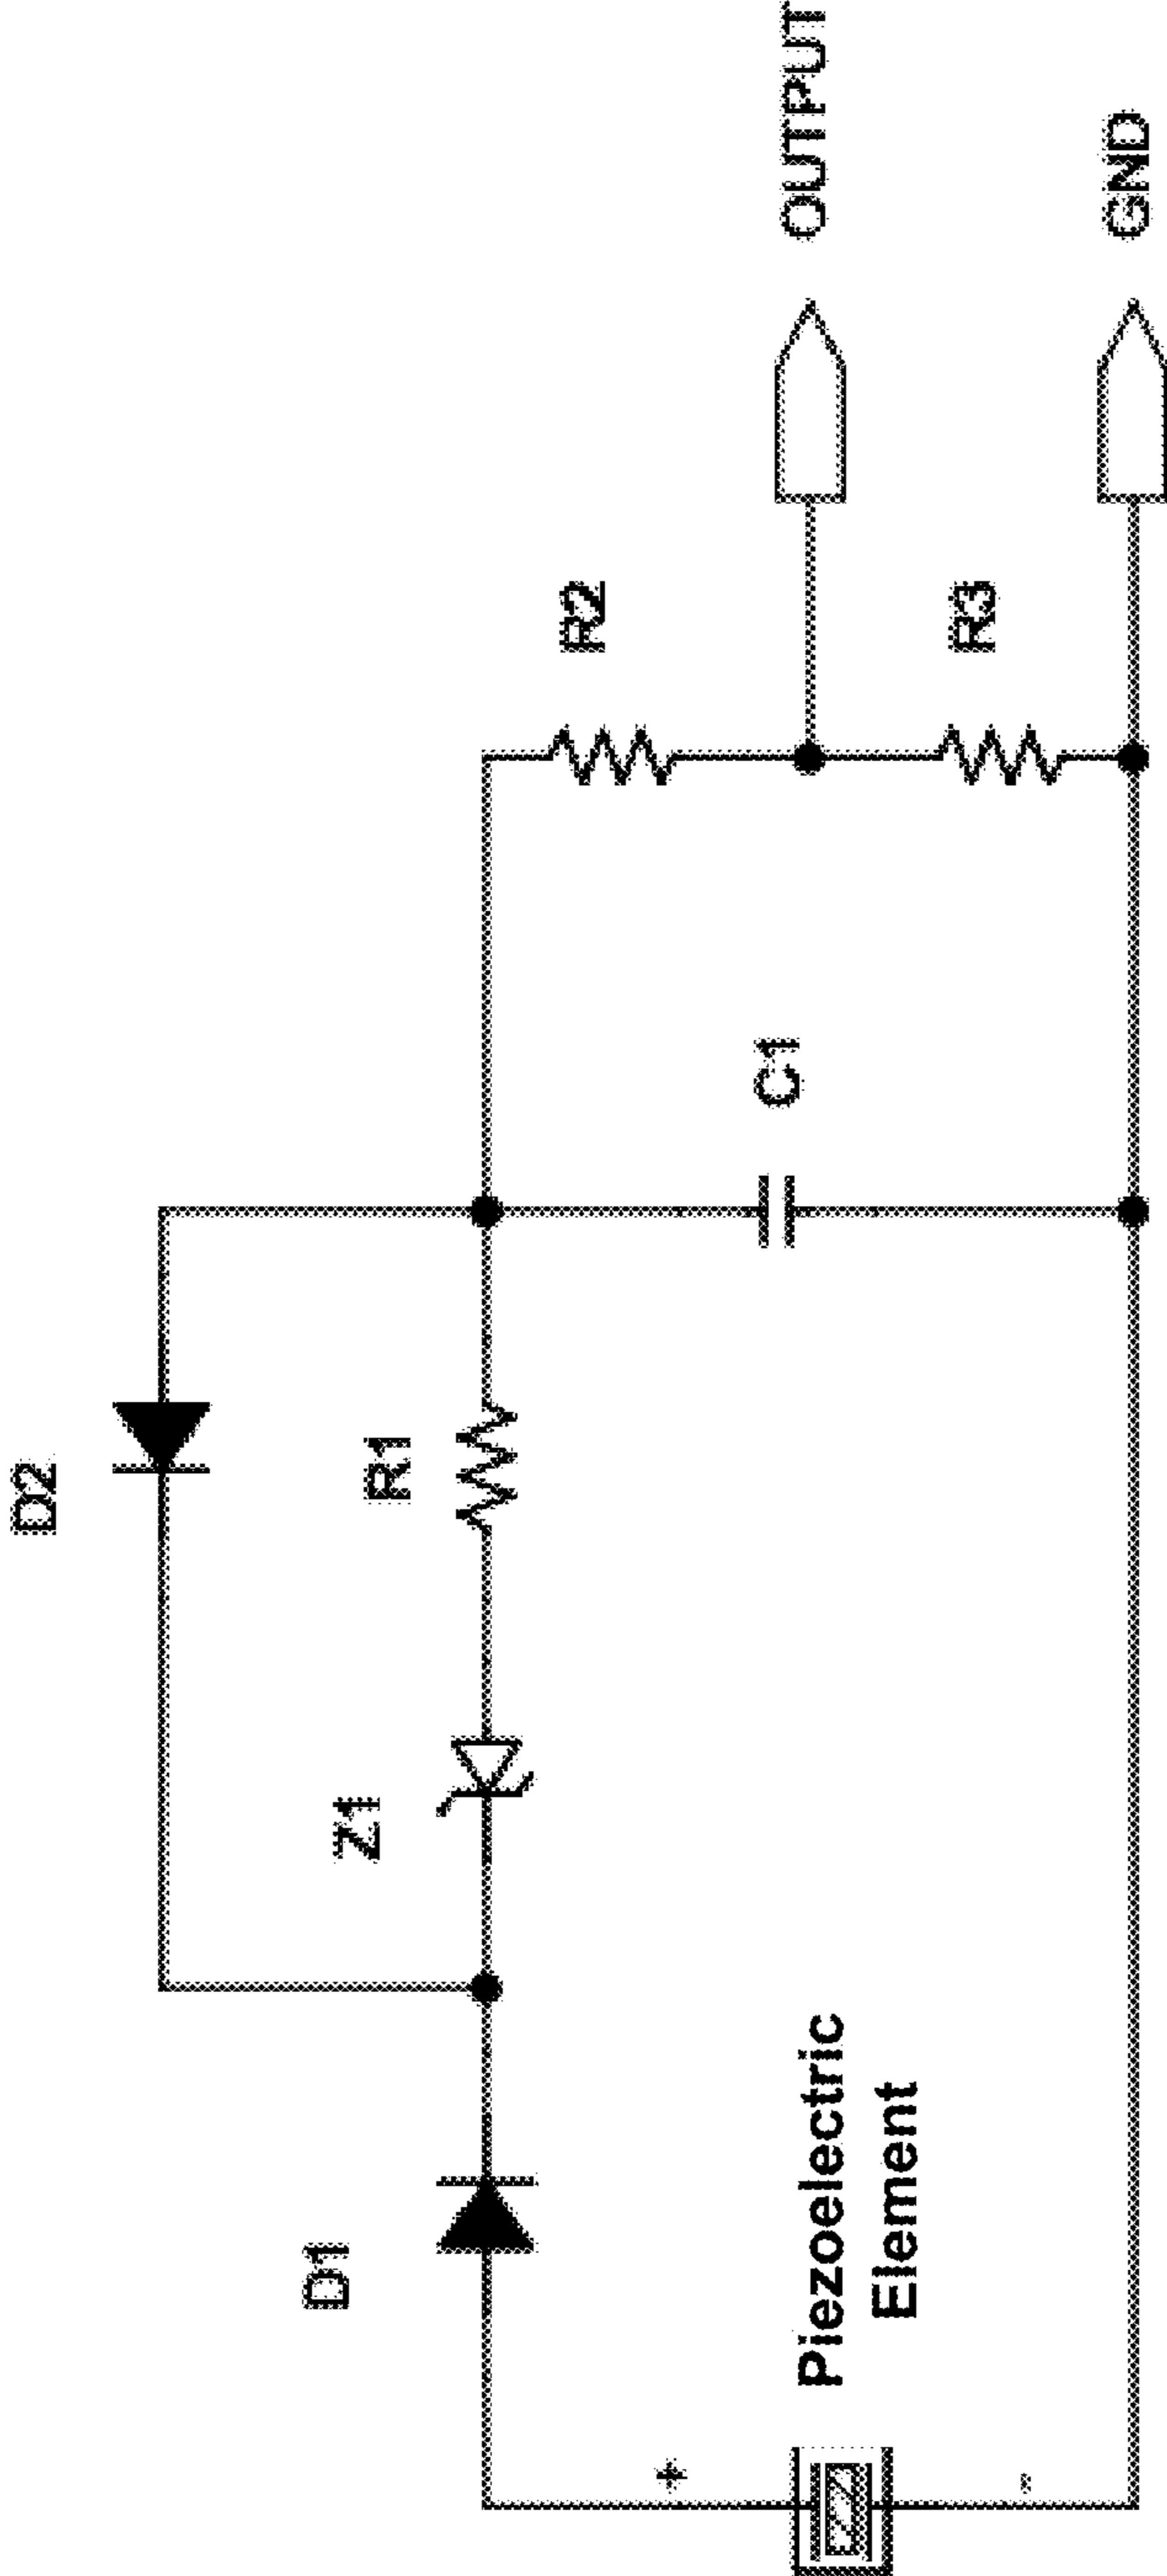 D2
D1
Z1
R1
+
Piezoelectric
Element
-
C1
R2
R3
OUTPUT
GND